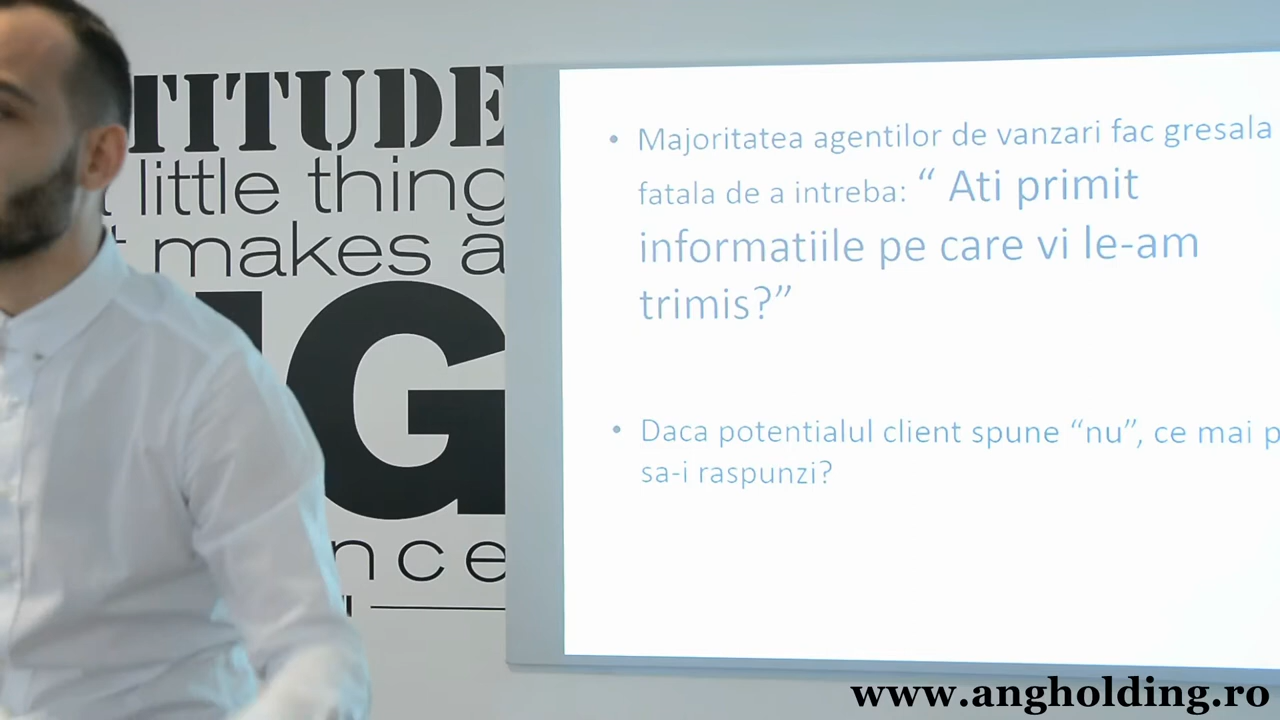 TITUDE
little thing
makes a
G
nce
• Majoritatea agentilor de vanzari fac gresala
fatala de a intreba: “ Ati primit
informatiile pe care vi le-am
trimis?”
• Daca potentialul client spune “nu”, ce mai p
sa-i raspunzi?
www.angholding.ro